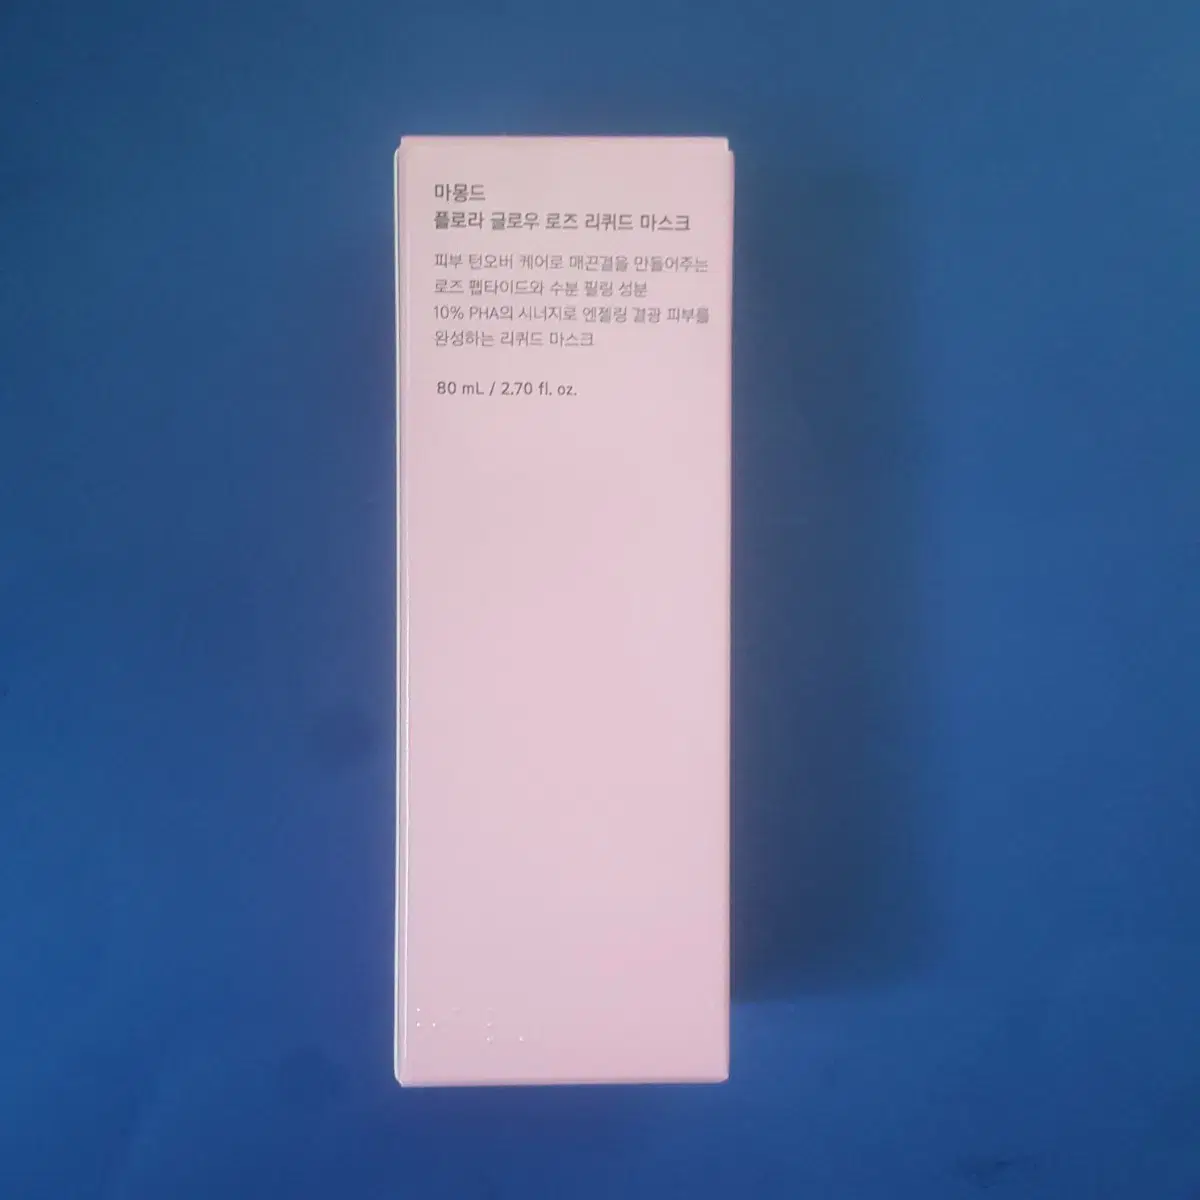 마몽드
플로라 글로우 로즈 리퀴드 마스크
피부 턴오버 케어로 매끈결을 만들어주는
로즈 펩타이드와 수분 필링 성분
10% PHA의 시너지로 엔젤링 결광 피부를
완성하는 리퀴드 마스크
80 mL / 2.70 fl. oz.